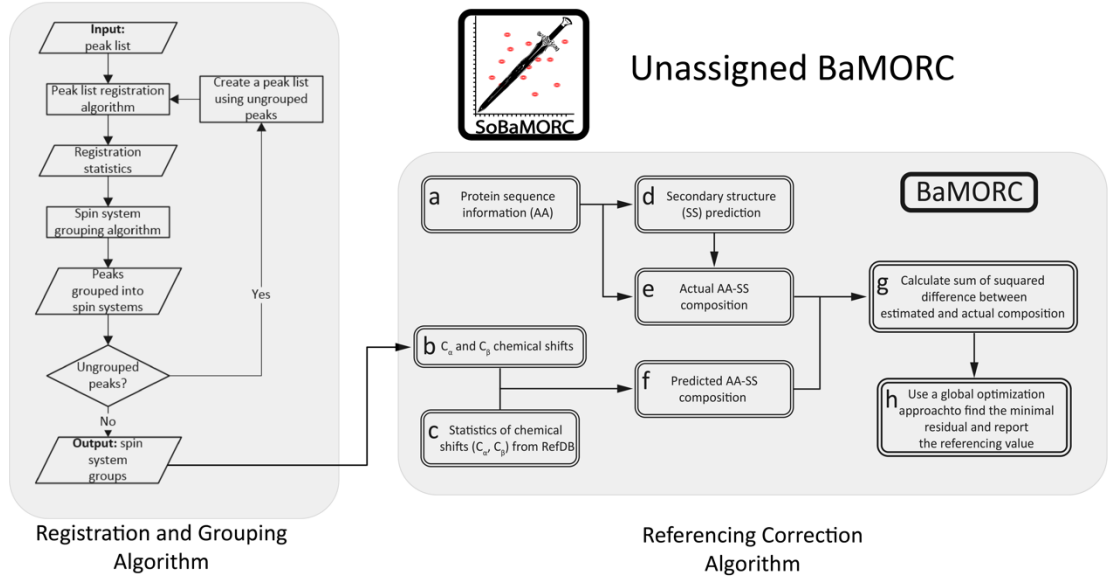 Input:
peak list
Peak list registration
algorithm
Create a peak list
using ungrouped
peaks
Registration
statistics
Spin system
grouping algorithm
Peaks
grouped into
spin systems
Yes
Ungrouped
peaks?
No
Output: spin
system
groups
Registration and Grouping
Algorithm
SoBaMORC
Unassigned BaMORC
BaMORC
a
Protein sequence
information (AA)
d
Secondary structure
(SS) prediction
e
Actual AA-SS
composition
b
Cα and Cβ chemical shifts
c
Statistics of chemical
shifts (Cα, Cβ) from RefDB
f
Predicted AA-SS
composition
g
Calculate sum of suquared
difference between
estimated and actual composition
h
Use a global optimization
approachto find the minimal
residual and report
the referencing value
Referencing Correction
Algorithm